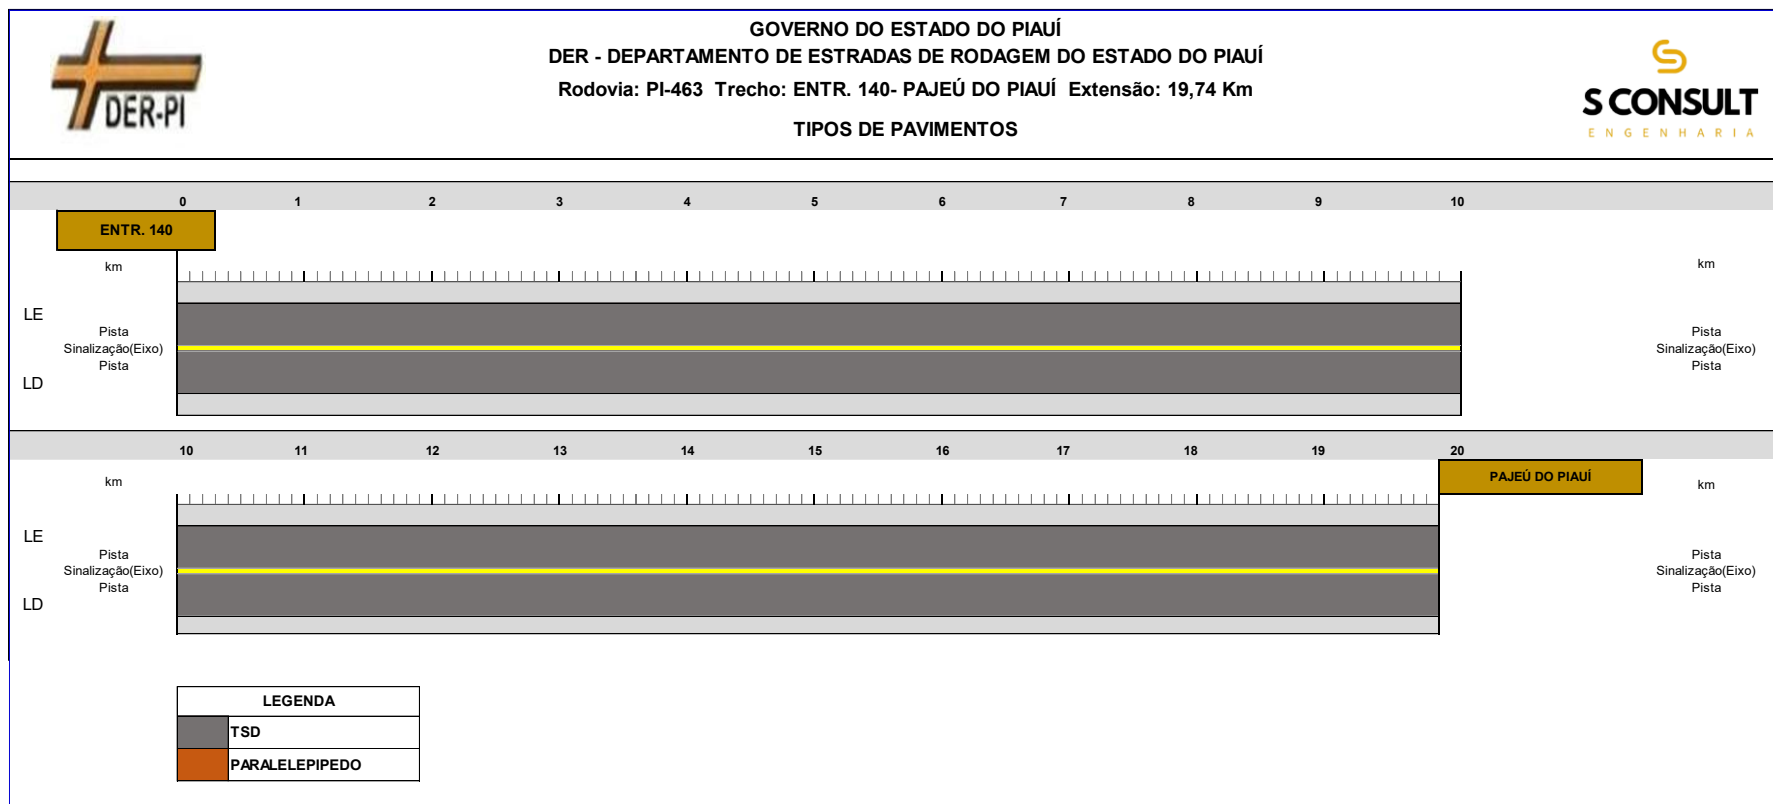 GOVERNO DO ESTADO DO PIAUÍ
DER - DEPARTAMENTO DE ESTRADAS DE RODAGEM DO ESTADO DO PIAUÍ
Rodovia: PI-463 Trecho: ENTR. 140- PAJEÚ DO PIAUÍ Extensão: 19,74 Km
TIPOS DE PAVIMENTOS
DER-PI
S CONSULT
ENGENHARIA
0 1 2 3 4 5 6 7 8 9 10
ENTR. 140
km km
LE
Pista Pista
Sinalização(Eixo) Sinalização(Eixo)
Pista Pista
LD
10 11 12 13 14 15 16 17 18 19 20
PAJEÚ DO PIAUÍ
km km
LE
Pista Pista
Sinalização(Eixo) Sinalização(Eixo)
Pista Pista
LD
LEGENDA
TSD
PARALELEPIPEDO